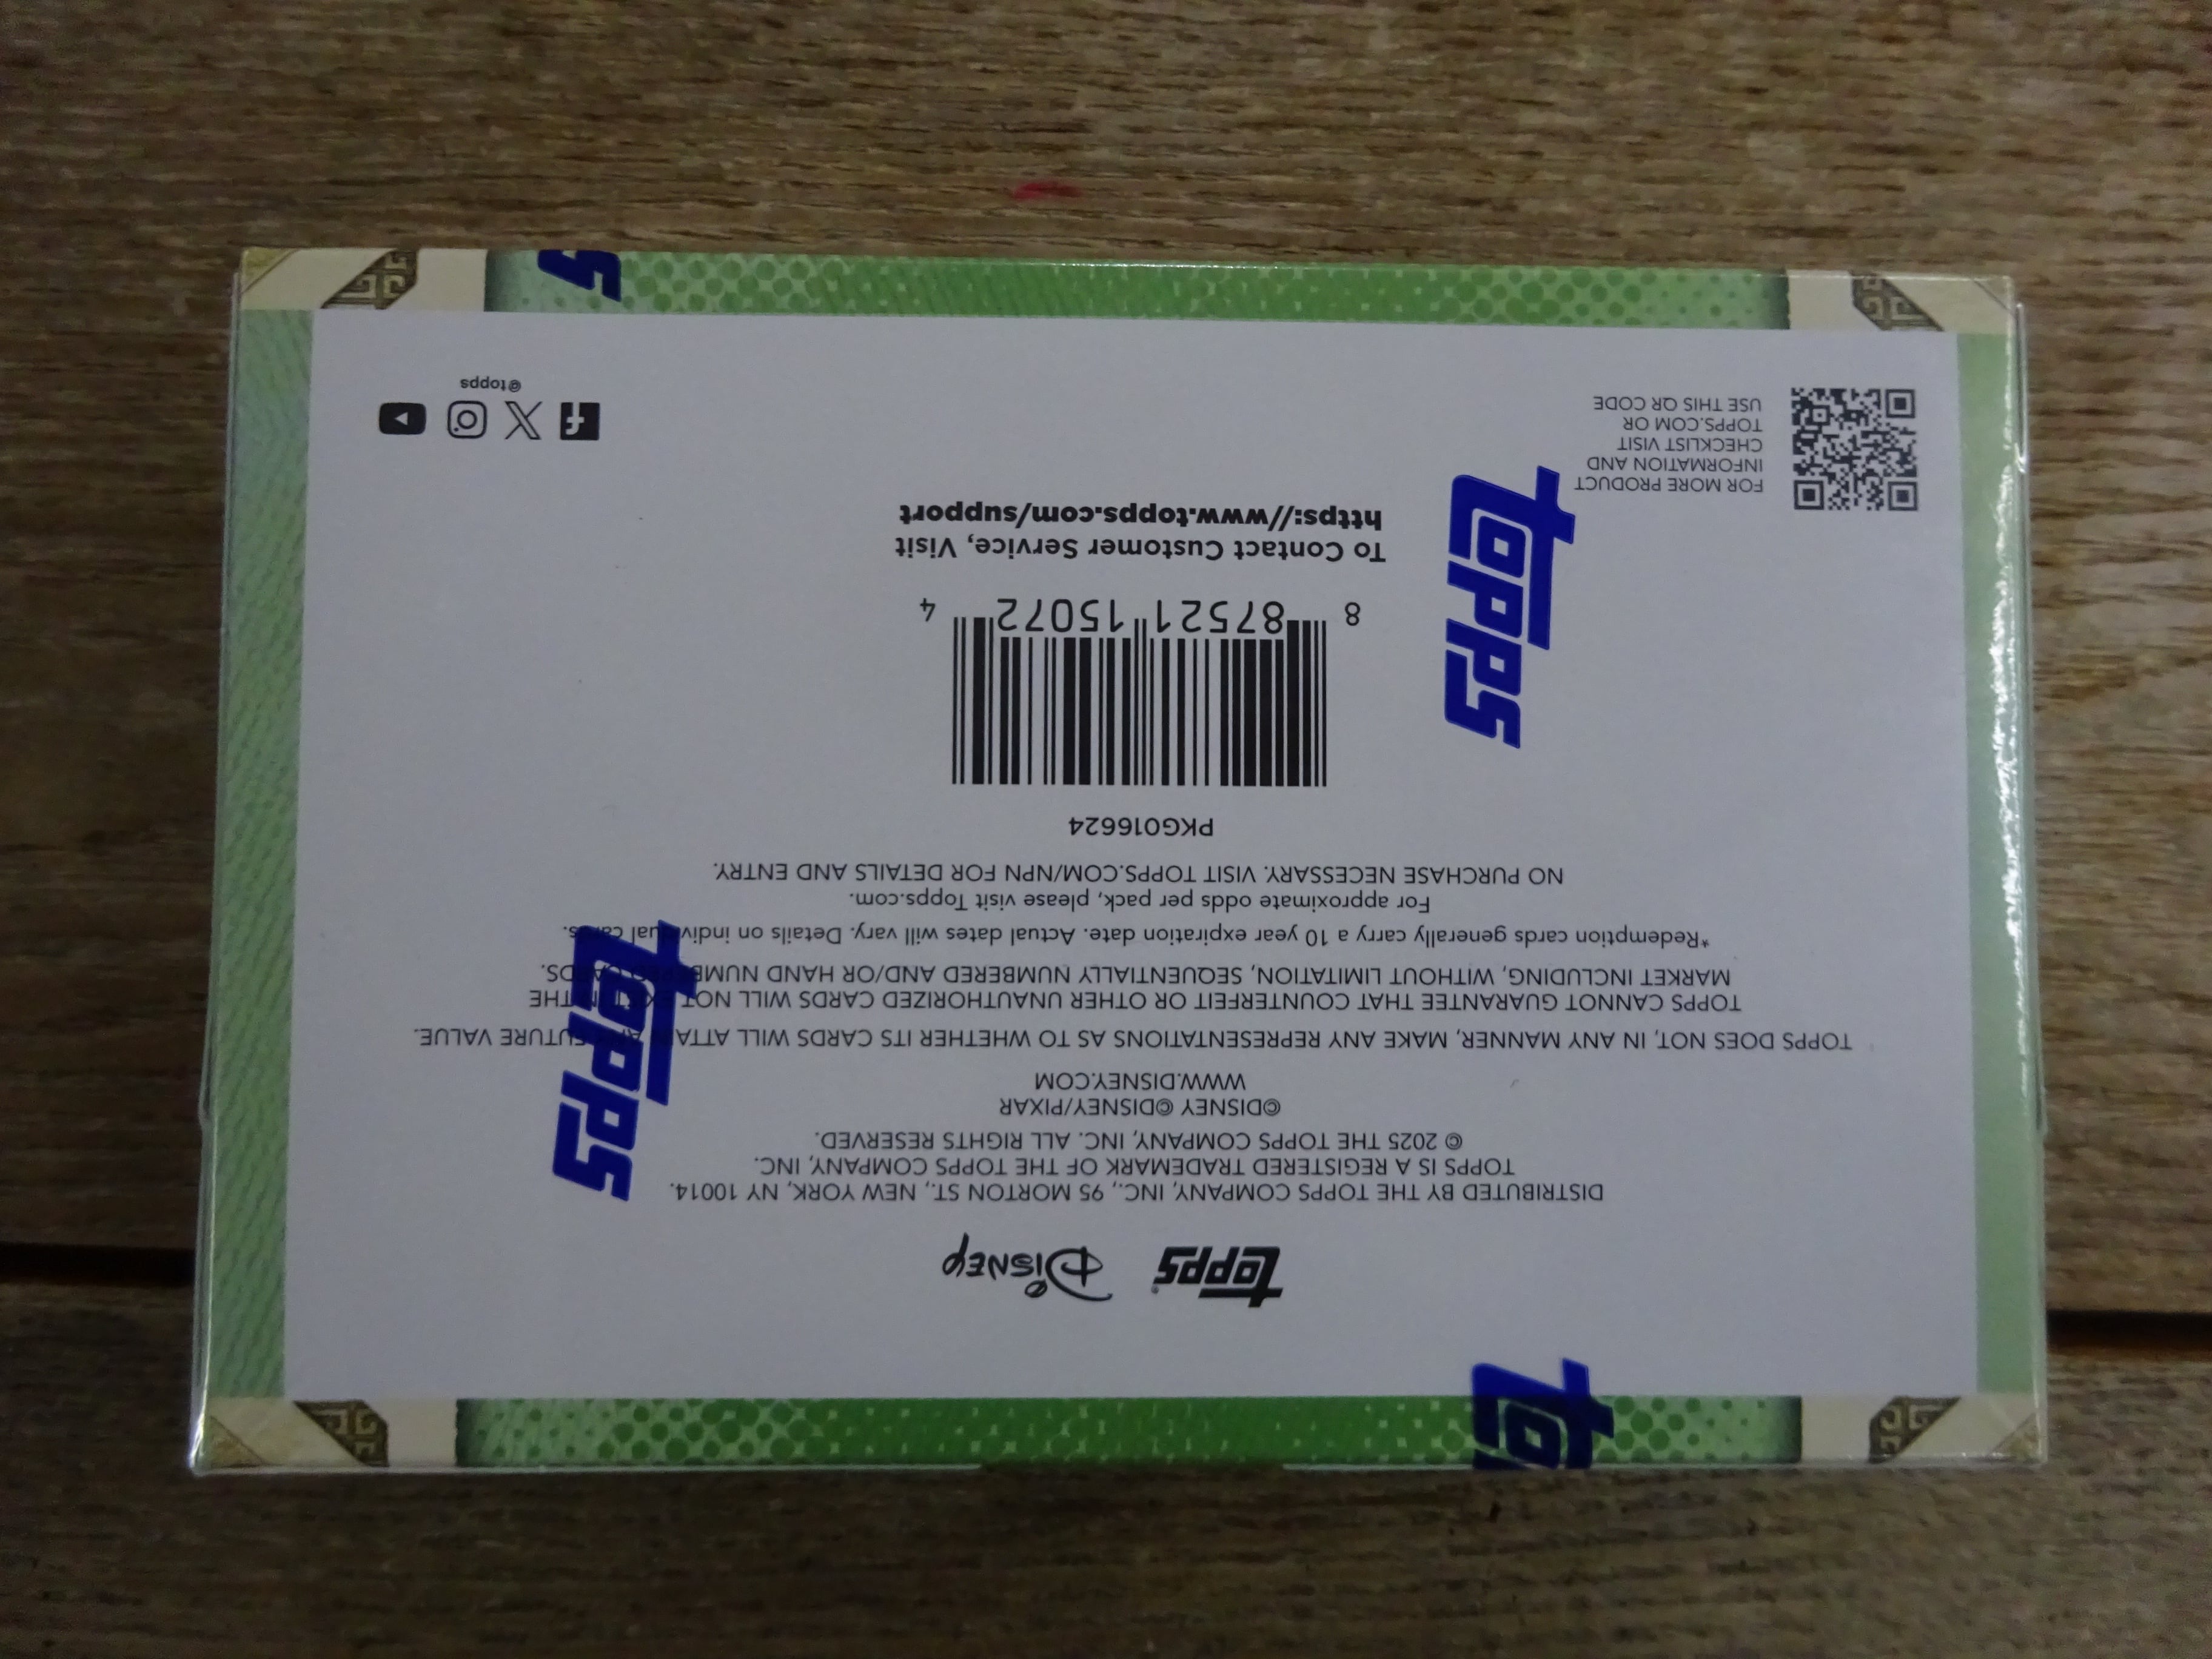 topps Disney
DISTRIBUTED BY THE TOPPS COMPANY, INC., 95 MORTON ST., NEW YORK, NY 10014.
TOPPS IS A REGISTERED TRADEMARK OF THE TOPPS COMPANY, INC.
© 2025 THE TOPPS COMPANY, INC. ALL RIGHTS RESERVED.
©DISNEY ©DISNEY/PIXAR
WWW.DISNEY.COM
TOPPS DOES NOT, IN ANY MANNER, MAKE ANY REPRESENTATIONS AS TO WHETHER ITS CARDS WILL ATTAIN ANY FUTURE VALUE.
TOPPS CANNOT GUARANTEE THAT COUNTERFEIT OR OTHER UNAUTHORIZED CARDS WILL NOT EXIST IN THE
MARKET INCLUDING, WITHOUT LIMITATION, SEQUENTIALLY NUMBERED AND/OR HAND NUMBERED CARDS.
*Redemption cards generally carry a 10 year expiration date. Actual dates will vary. Details on individual cards.
For approximate odds per pack, please visit Topps.com.
NO PURCHASE NECESSARY. VISIT TOPPS.COM/NPN FOR DETAILS AND ENTRY.
PKG016624
8 87521 15072 4
To Contact Customer Service, Visit
https://www.topps.com/support
FOR MORE PRODUCT
INFORMATION AND
CHECKLIST VISIT
TOPPS.COM OR
USE THIS QR CODE
@topps
topps
topps